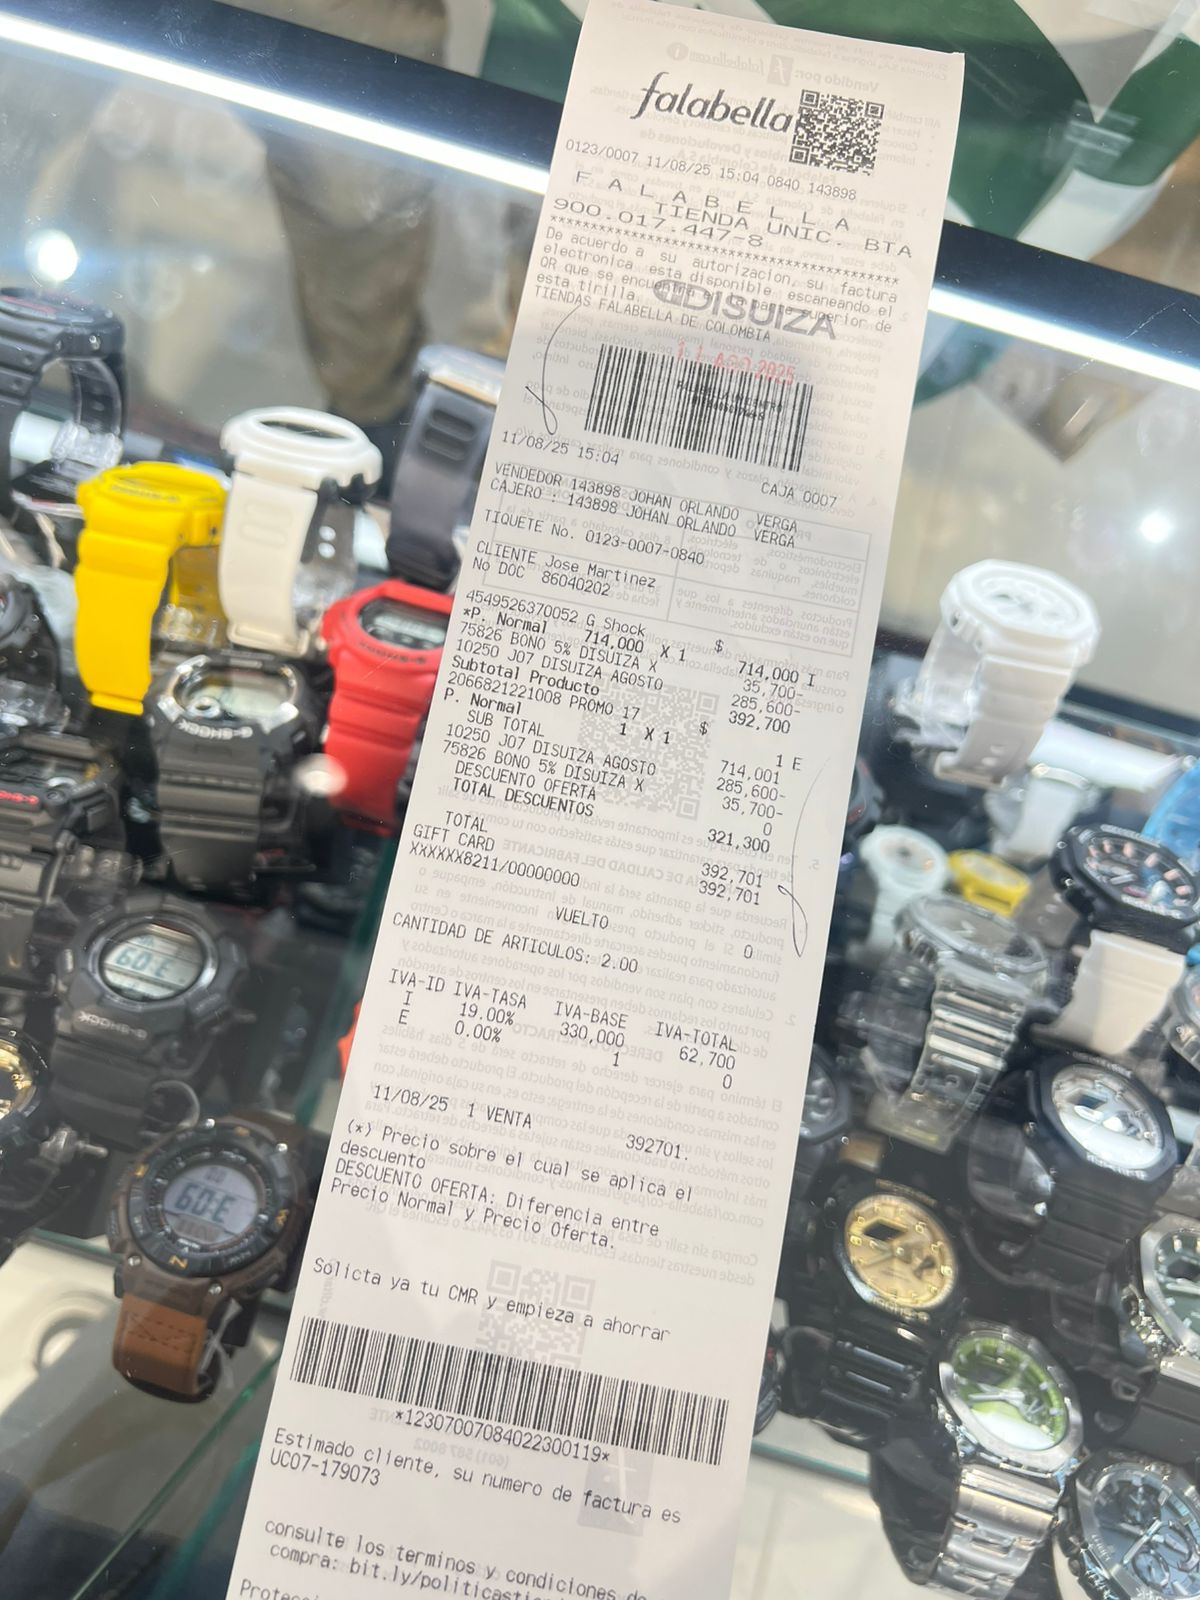 falabella
0123/0007 11/08/25 15:04 0840 143898
F A L A B E L L A
TIENDA UNIC. BTA
900.017.447-8
****************************************
De acuerdo a su autorizacion, su factura
electronica esta disponible escaneando el
QR que se encuentra parte superior de
esta tirilla.
DISUIZA
TIENDAS FALABELLA DE COLOMBIA
11 AGO 2025
11/08/25 15:04
CAJA 0007
VENDEDOR 143898 JOHAN ORLANDO VERGA
CAJERO : 143898 JOHAN ORLANDO VERGA
TIQUETE No. 0123-0007-0840
CLIENTE Jose Martinez
No DOC 86040202
4549526370052 G Shock
*P. Normal 714,000 X 1 $ 714,000 I
75826 BONO 5% DISUIZA X 35,700-
10250 J07 DISUIZA AGOSTO 285,600-
Subtotal Producto 392,700
2066821221008 PROMO 17
P. Normal 1 X 1 $ 1 E
SUB TOTAL 714,001
10250 J07 DISUIZA AGOSTO 285,600-
75826 BONO 5% DISUIZA X 35,700-
DESCUENTO OFERTA 0
TOTAL DESCUENTOS 321,300
TOTAL 392,701
GIFT CARD 392,701
XXXXXX8211/00000000
VUELTO 0
CANTIDAD DE ARTICULOS: 2.00
IVA-ID IVA-TASA IVA-BASE IVA-TOTAL
I 19.00% 330,000 62,700
E 0.00% 1 0
11/08/25 1 VENTA 392701.
(*) Precio sobre el cual se aplica el
descuento
DESCUENTO OFERTA: Diferencia entre
Precio Normal y Precio Oferta.
Solicta ya tu CMR y empieza a ahorrar
*12307007084022300119*
Estimado cliente, su numero de factura es
UC07-179073
consulte los terminos y condiciones de
compra: bit.ly/politicasti
Protecci
G-SHOCK
G-SHOCK
60:E
60:E